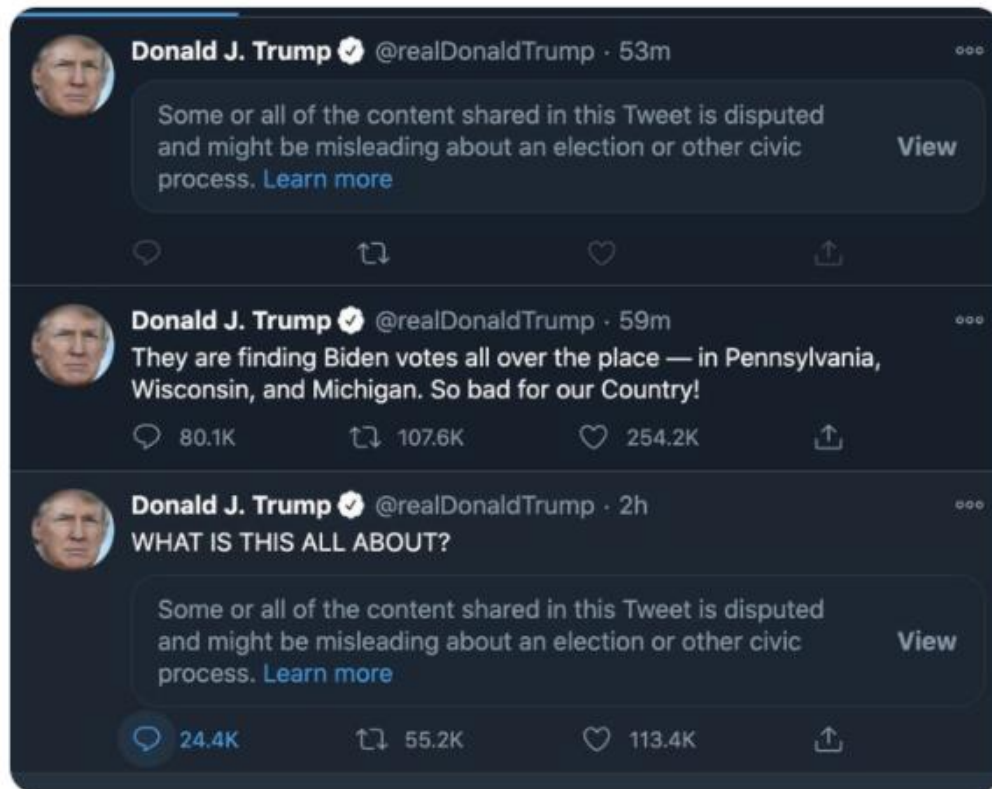 Donald J. Trump @realDonaldTrump · 53m
Some or all of the content shared in this Tweet is disputed
and might be misleading about an election or other civic
process. Learn more
View
Donald J. Trump @realDonaldTrump · 59m
They are finding Biden votes all over the place — in Pennsylvania,
Wisconsin, and Michigan. So bad for our Country!
80.1K 107.6K 254.2K
Donald J. Trump @realDonaldTrump · 2h
WHAT IS THIS ALL ABOUT?
Some or all of the content shared in this Tweet is disputed
and might be misleading about an election or other civic
process. Learn more
View
24.4K 55.2K 113.4K